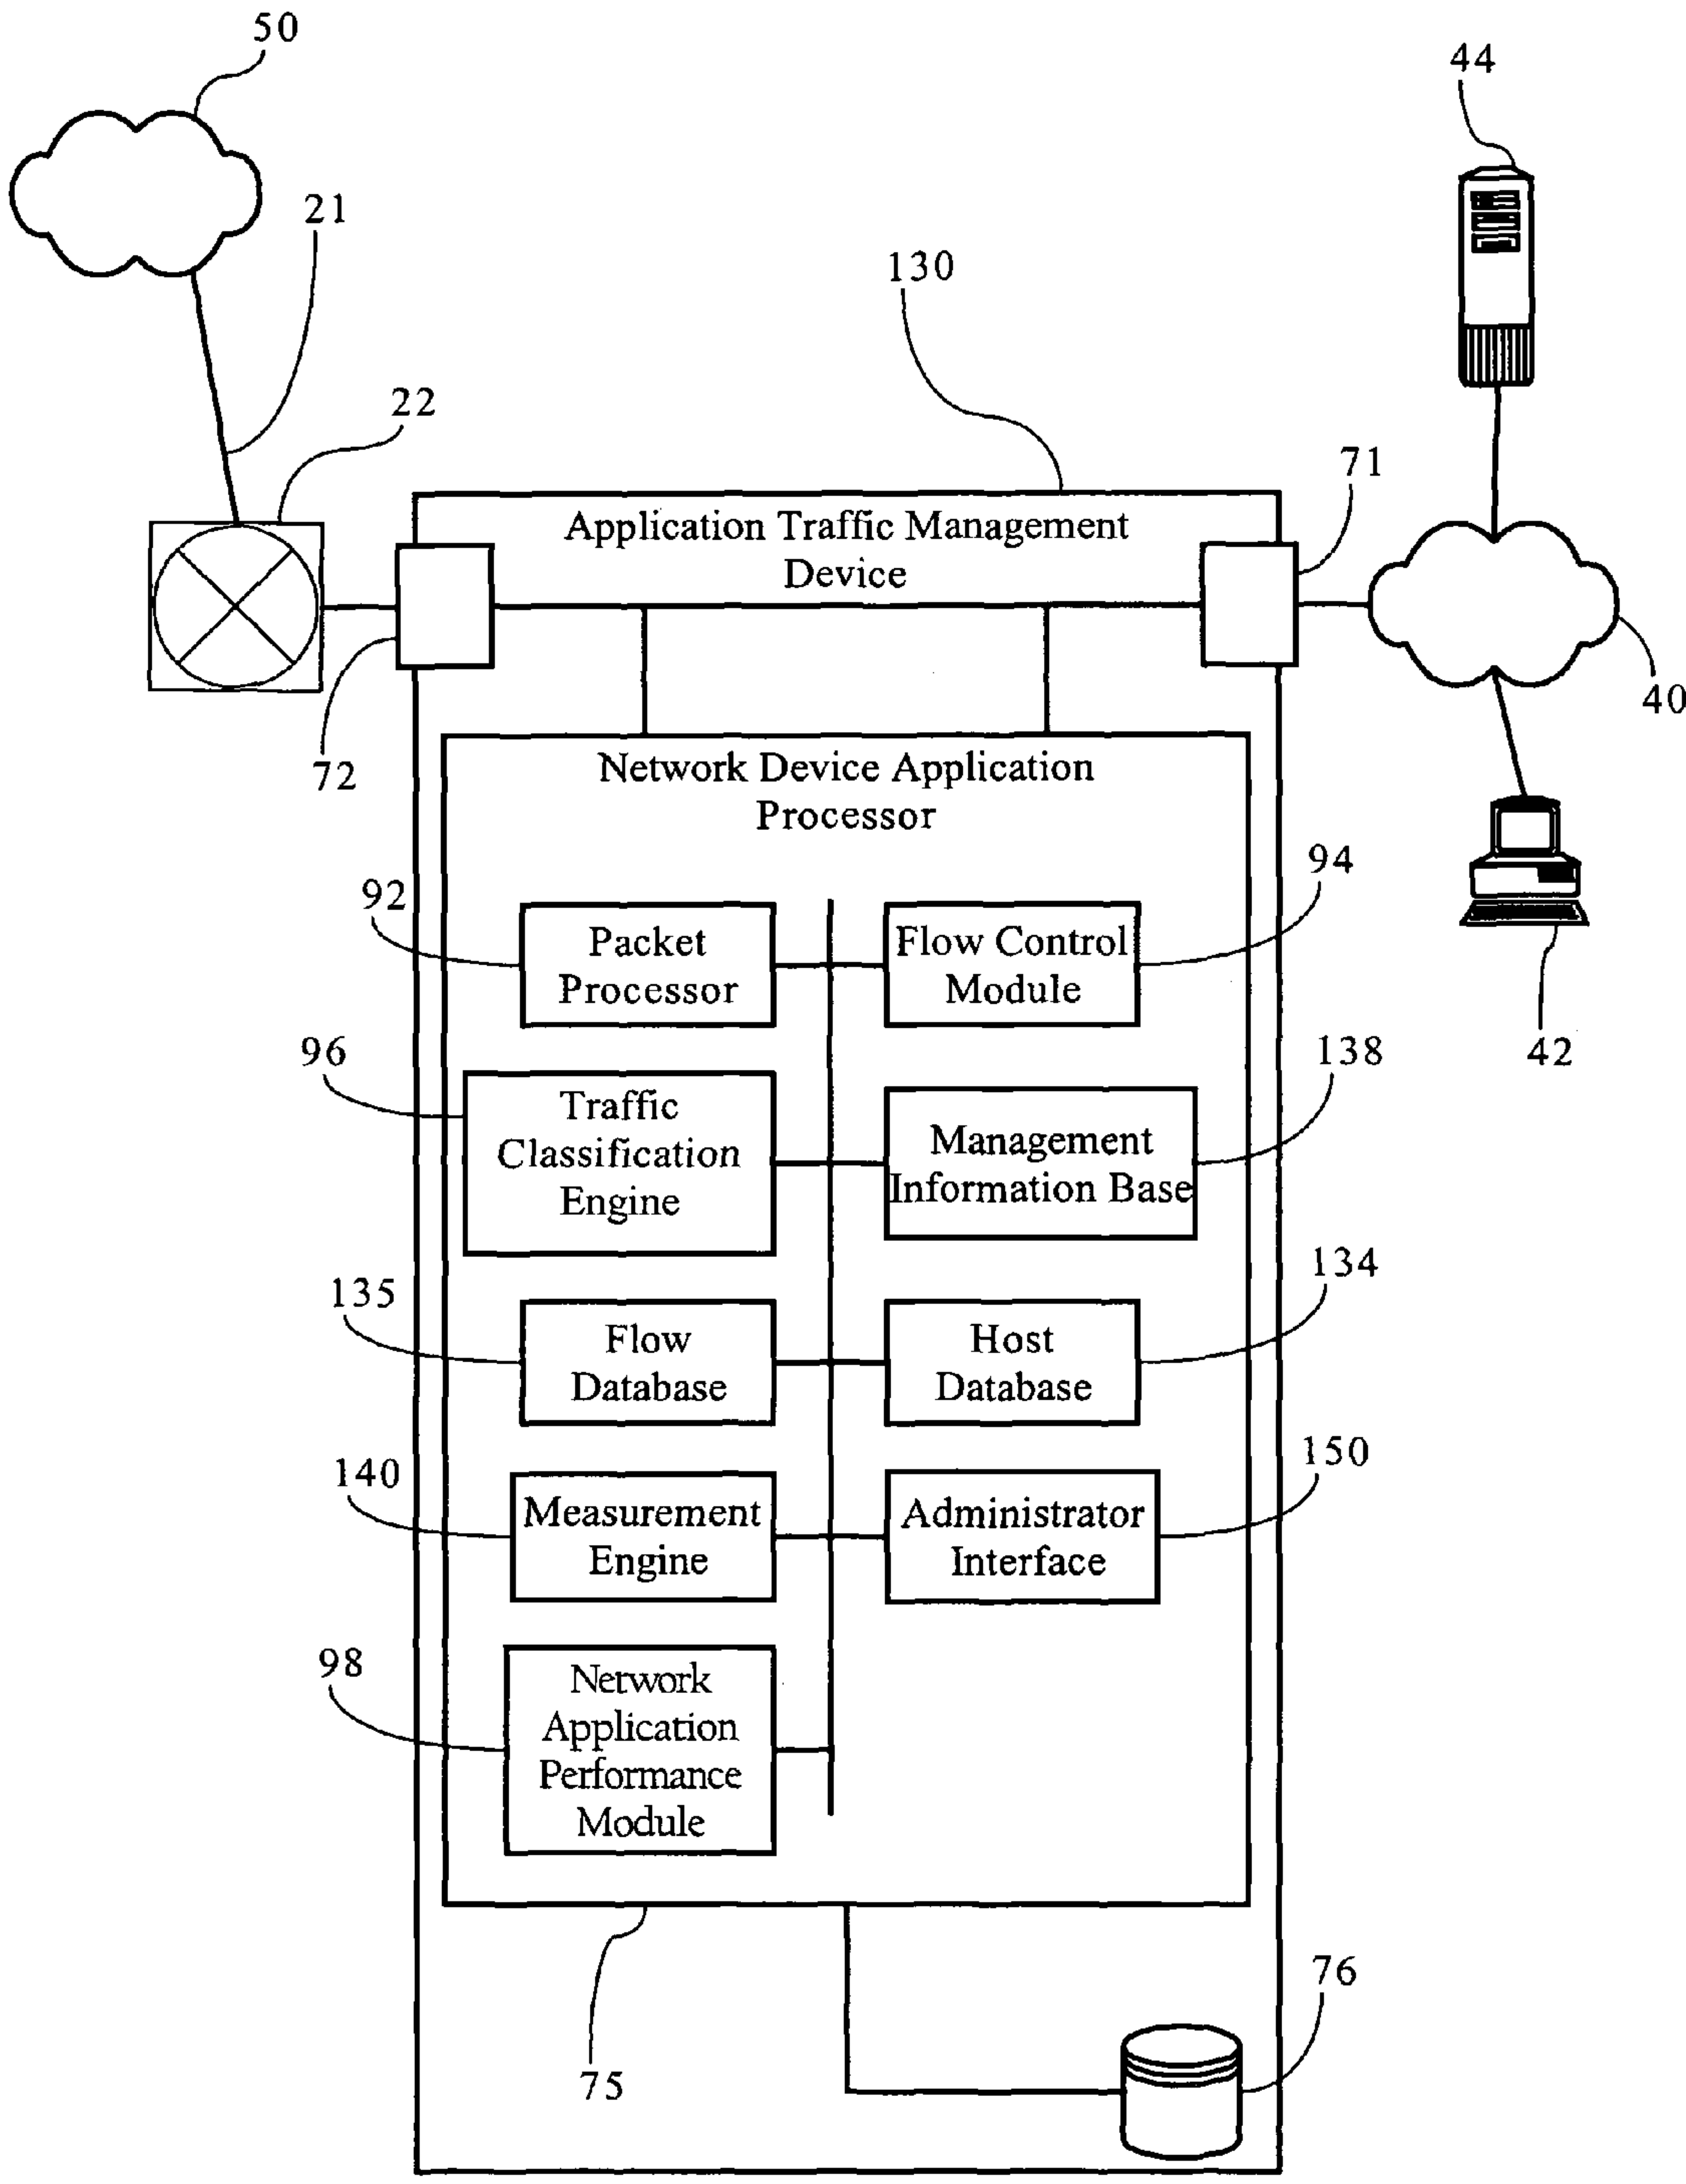 50
44
21
130
22
71
Application Traffic Management
Device
40
72
Network Device Application
Processor
92
94
Packet
Processor
Flow Control
Module
42
96
138
Traffic
Classification
Engine
Management
Information Base
135
134
Flow
Database
Host
Database
140
150
Measurement
Engine
Administrator
Interface
98
Network
Application
Performance
Module
76
75